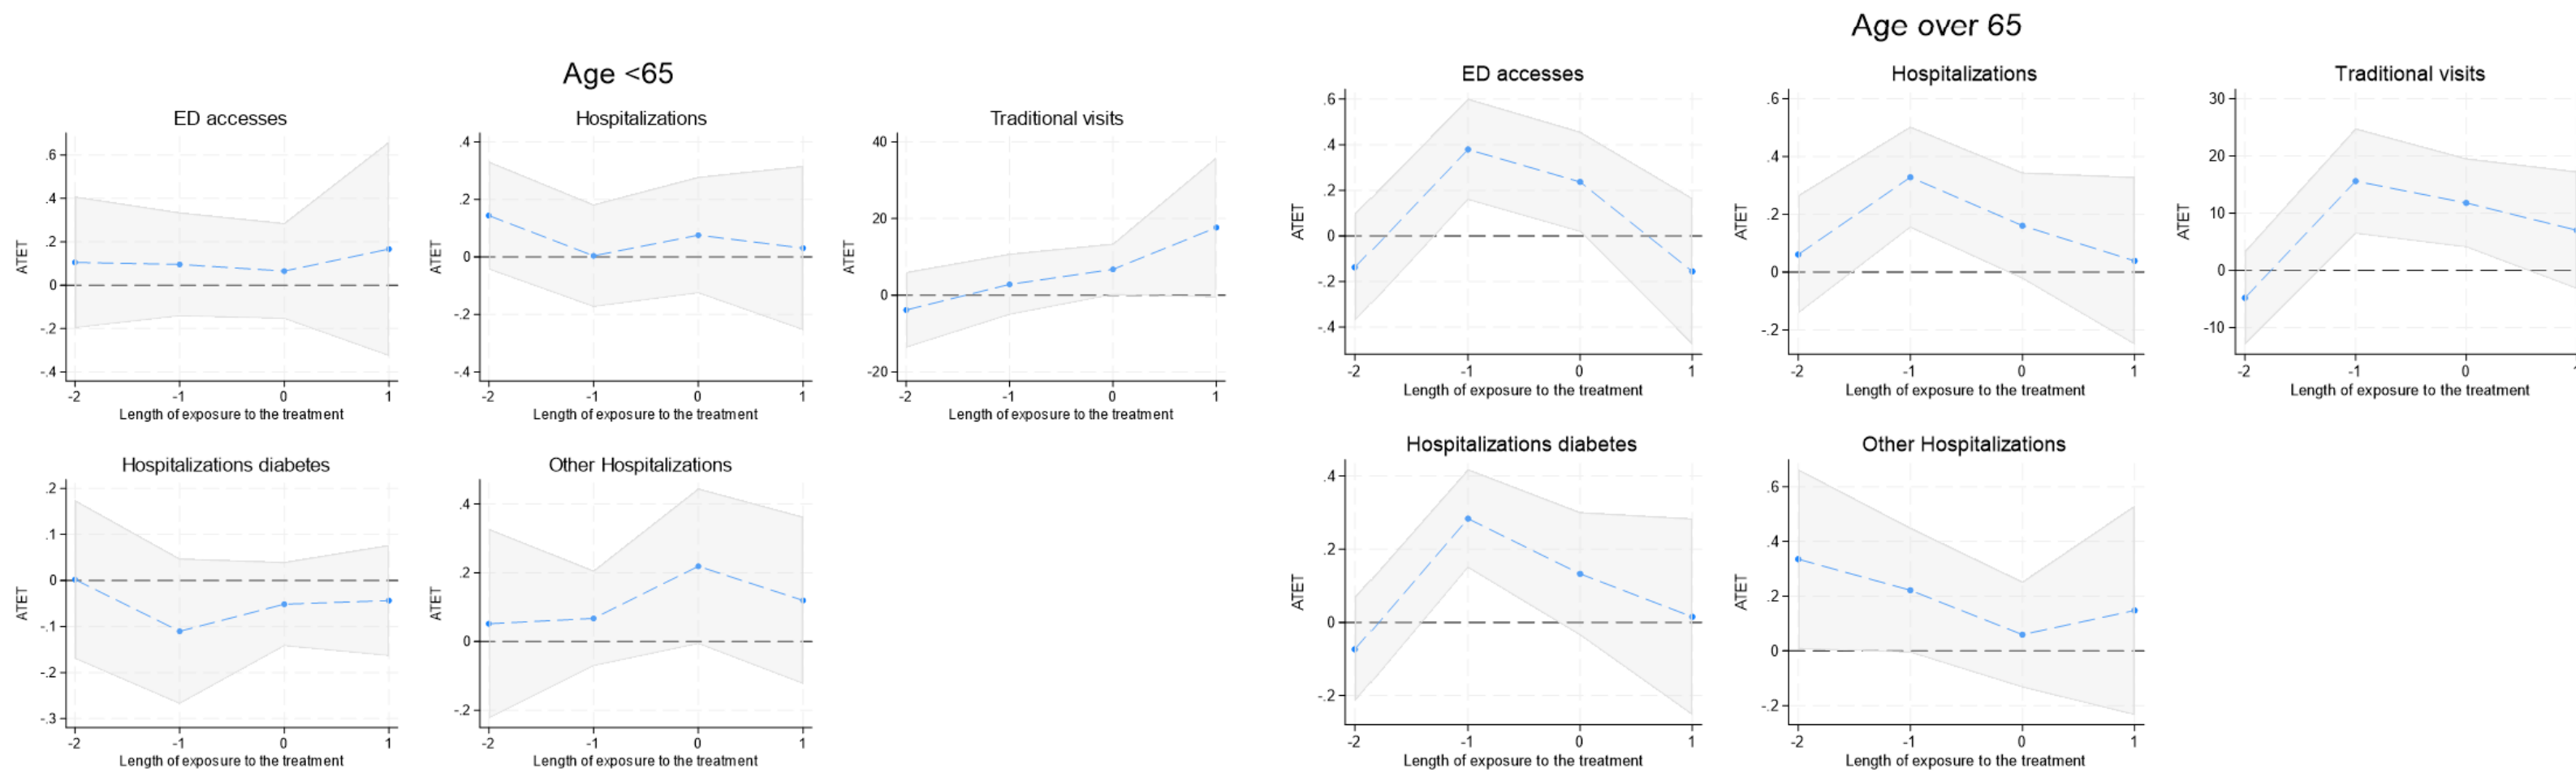 Age <65
ED accesses
ATET
.6
.4
.2
0
-.2
-.4
-2 -1 0 1
Length of exposure to the treatment
Hospitalizations
ATET
.4
.2
0
-.2
-.4
-2 -1 0 1
Length of exposure to the treatment
Traditional visits
ATET
40
20
0
-20
-2 -1 0 1
Length of exposure to the treatment
Hospitalizations diabetes
ATET
.2
.1
0
-.1
-.2
-.3
-2 -1 0 1
Length of exposure to the treatment
Other Hospitalizations
ATET
.4
.2
0
-.2
-2 -1 0 1
Length of exposure to the treatment
Age over 65
ED accesses
ATET
.6
.4
.2
0
-.2
-.4
-2 -1 0 1
Length of exposure to the treatment
Hospitalizations
ATET
.6
.4
.2
0
-.2
-2 -1 0 1
Length of exposure to the treatment
Traditional visits
ATET
30
20
10
0
-10
-2 -1 0
Length of exposure to the treatment
Hospitalizations diabetes
ATET
.4
.2
0
-.2
-2 -1 0 1
Length of exposure to the treatment
Other Hospitalizations
ATET
.6
.4
.2
0
-.2
-2 -1 0 1
Length of exposure to the treatment